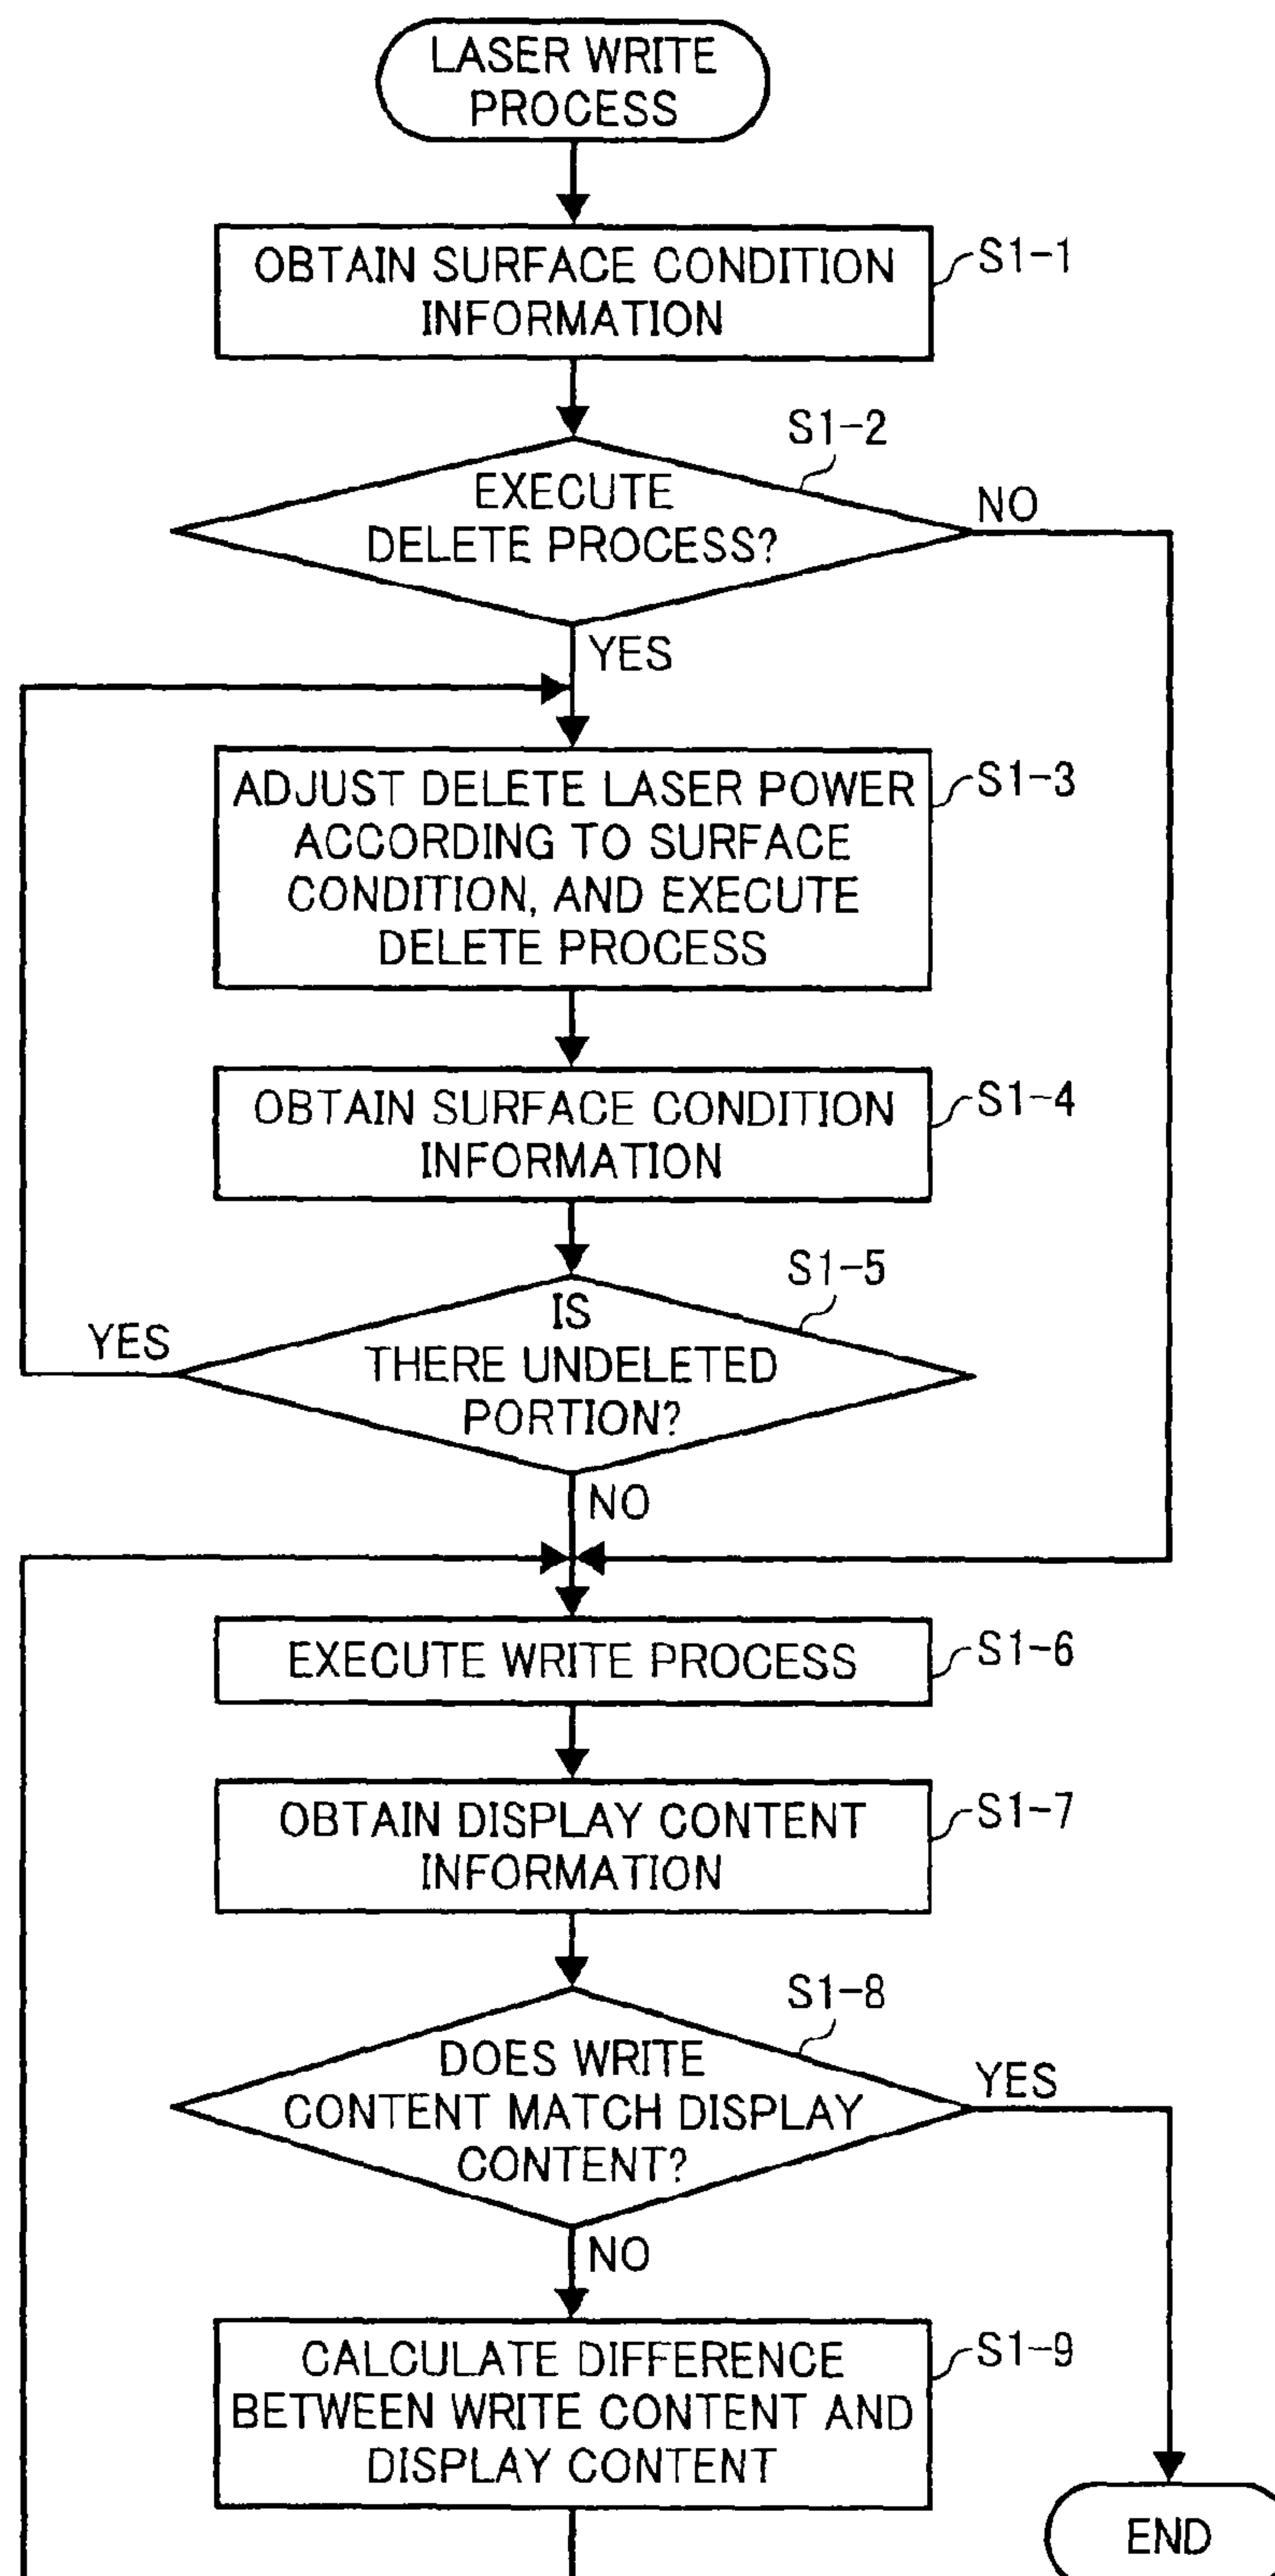 LASER WRITE
PROCESS
OBTAIN SURFACE CONDITION
INFORMATION
S1-1
S1-2
EXECUTE
DELETE PROCESS?
NO
YES
ADJUST DELETE LASER POWER
ACCORDING TO SURFACE
CONDITION, AND EXECUTE
DELETE PROCESS
S1-3
OBTAIN SURFACE CONDITION
INFORMATION
S1-4
S1-5
IS
THERE UNDELETED
PORTION?
YES
NO
EXECUTE WRITE PROCESS
S1-6
OBTAIN DISPLAY CONTENT
INFORMATION
S1-7
S1-8
DOES WRITE
CONTENT MATCH DISPLAY
CONTENT?
YES
NO
CALCULATE DIFFERENCE
BETWEEN WRITE CONTENT AND
DISPLAY CONTENT
S1-9
END